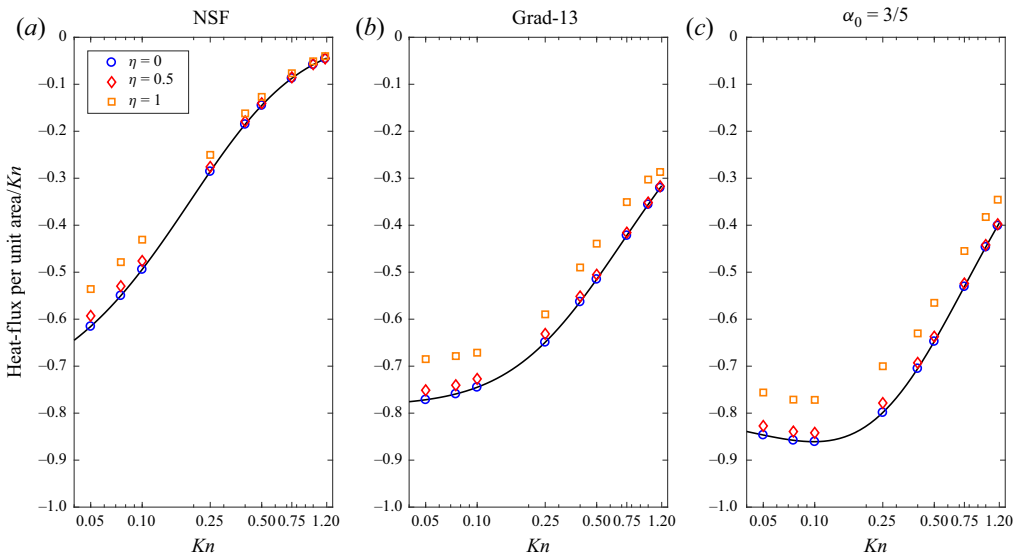 (a) NSF
(b) Grad-13
(c) α0 = 3/5
η = 0
η = 0.5
η = 1
Heat-flux per unit area/Kn
0
–0.1
–0.2
–0.3
–0.4
–0.5
–0.6
–0.7
–0.8
–0.9
–1.0
0.05 0.10 0.25 0.50 0.75 1.20
Kn
0
–0.1
–0.2
–0.3
–0.4
–0.5
–0.6
–0.7
–0.8
–0.9
–1.0
0.05 0.10 0.25 0.50 0.75 1.20
Kn
0
–0.1
–0.2
–0.3
–0.4
–0.5
–0.6
–0.7
–0.8
–0.9
–1.0
0.05 0.10 0.25 0.50 0.75 1.20
Kn